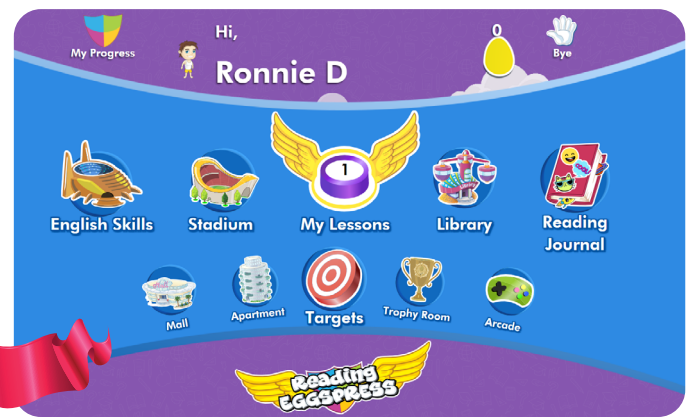 Hi,
0
My Progress
Bye
Ronnie D
1
English Skills
Stadium
My Lessons
Library
Reading
Journal
Mall
Apartment
Targets
Trophy Room
Arcade
Reading
EGGSPRESS